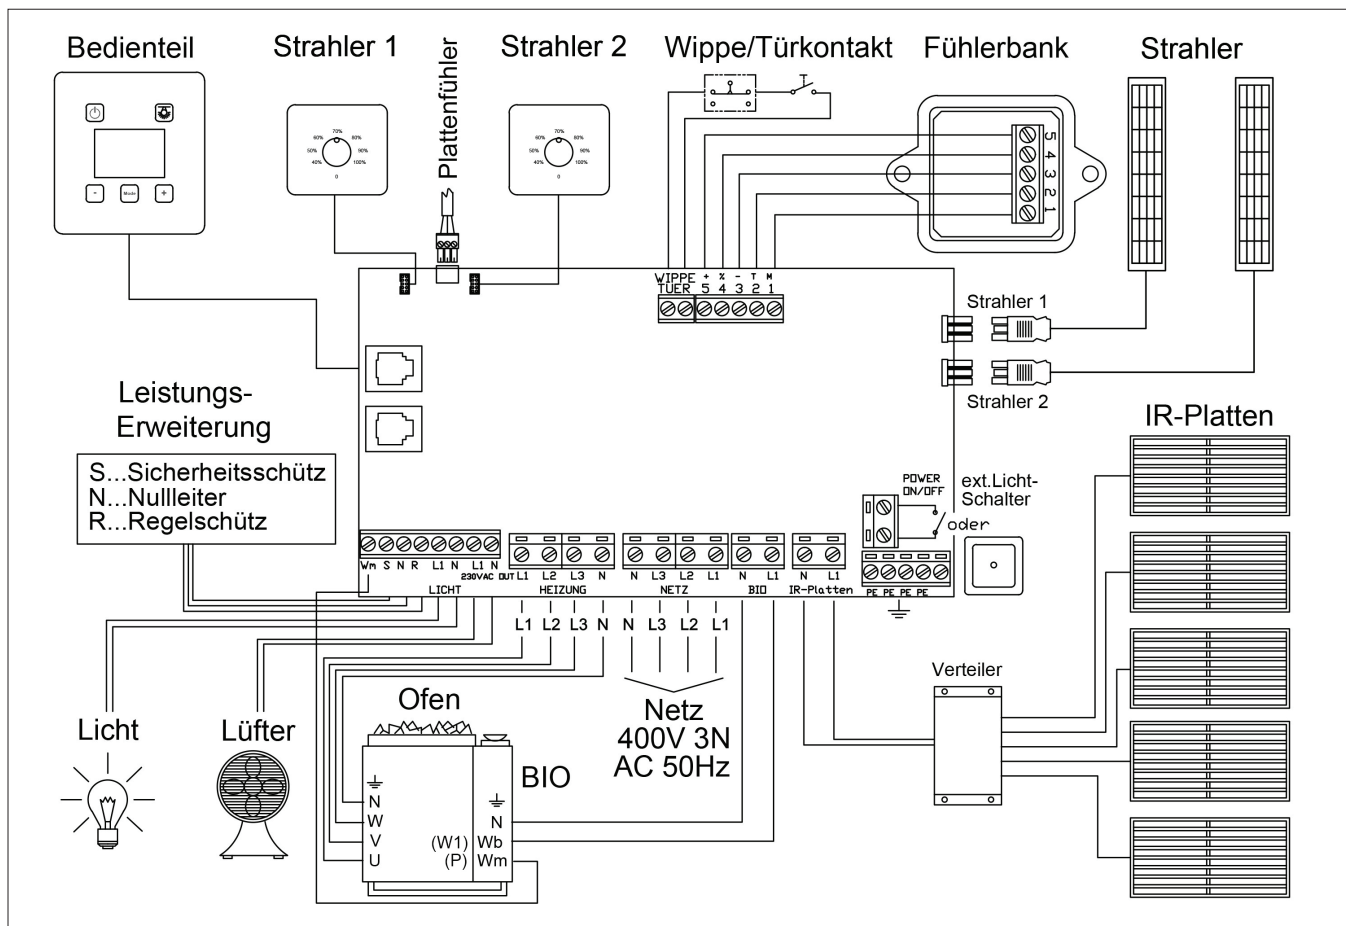 Bedienteil
Strahler 1
Plattenfühler
Strahler 2
Wippe/Türkontakt
Fühlerbank
Strahler
70%
60% 80%
50% 90%
40% 100%
0
70%
60% 80%
50% 90%
40% 100%
0
- Mode +
5
4
3
2
1
WIPPE + % - T M
TUER 5 4 3 2 1
Strahler 1
Strahler 2
Leistungs-
Erweiterung
S...Sicherheitsschütz
N...Nullleiter
R...Regelschütz
IR-Platten
POWER
ON/OFF
ext.Licht-
Schalter
oder
Wm S N R L1 N L1 N
230VAC OUT
LICHT
L1 L2 L3 N
HEIZUNG
N L3 L2 L1
NETZ
N L1
BIO
N L1
IR-Platten
PE PE PE PE
L1 L2 L3 N N L3 L2 L1
Verteiler
Licht
Lüfter
Ofen
BIO
Netz
400V 3N
AC 50Hz
N
W
V
U
N
(W1) Wb
(P) Wm